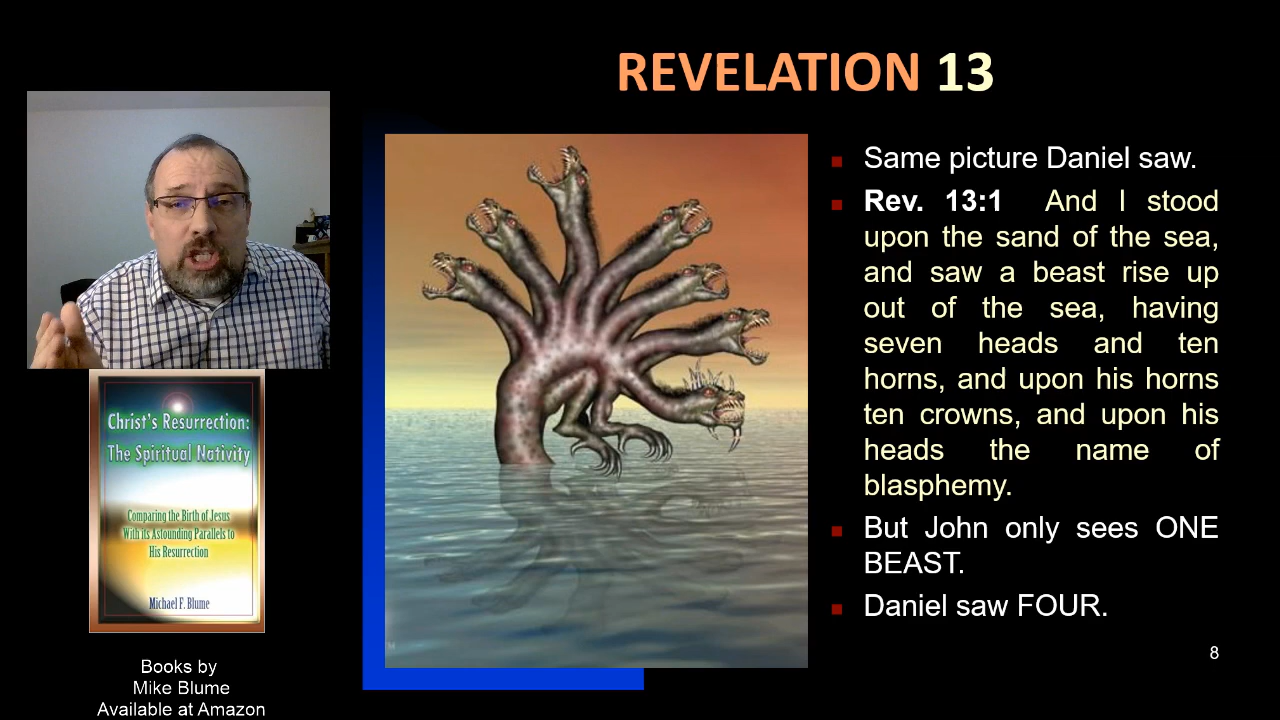 REVELATION 13
Same picture Daniel saw.
Rev. 13:1 And I stood
upon the sand of the sea,
and saw a beast rise up
out of the sea, having
seven heads and ten
horns, and upon his horns
ten crowns, and upon his
heads the name of
blasphemy.
But John only sees ONE
BEAST.
Daniel saw FOUR.
8
Christ's Resurrection:
The Spiritual Nativity
Comparing the Birth of Jesus
With its Astounding Parallels to
His Resurrection
Michael F. Blume
Books by
Mike Blume
Available at Amazon